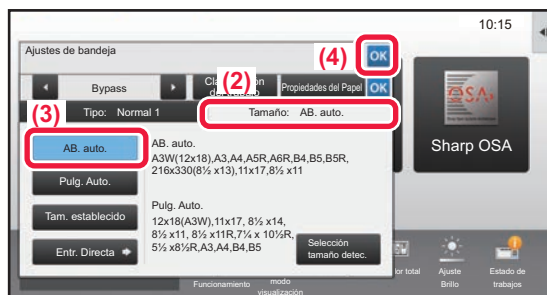 10:15
Ajustes de bandeja
(4)
OK
Bypass
(2)
Propiedades del Papel
OK
(3)
Tipo: Normal 1
Tamaño: AB. auto.
AB. auto.
Pulg. Auto.
Tam. establecido
Entr. Directa
AB. auto.
A3W(12x18),A3,A4,A5R,A6R,B4,B5,B5R,
216x330(8½ x13),11x17,8½ x11
Pulg. Auto.
12x18(A3W),11x17, 8½ x14,
8½ x11, 8½ x11R,7¼ x 10½R,
5½ x8½R,A3,A4,B4,B5
Selección
tamaño detec.
Sharp OSA
total
Ajuste
Brillo
Estado de
trabajos
Funcionamiento
modo
visualización